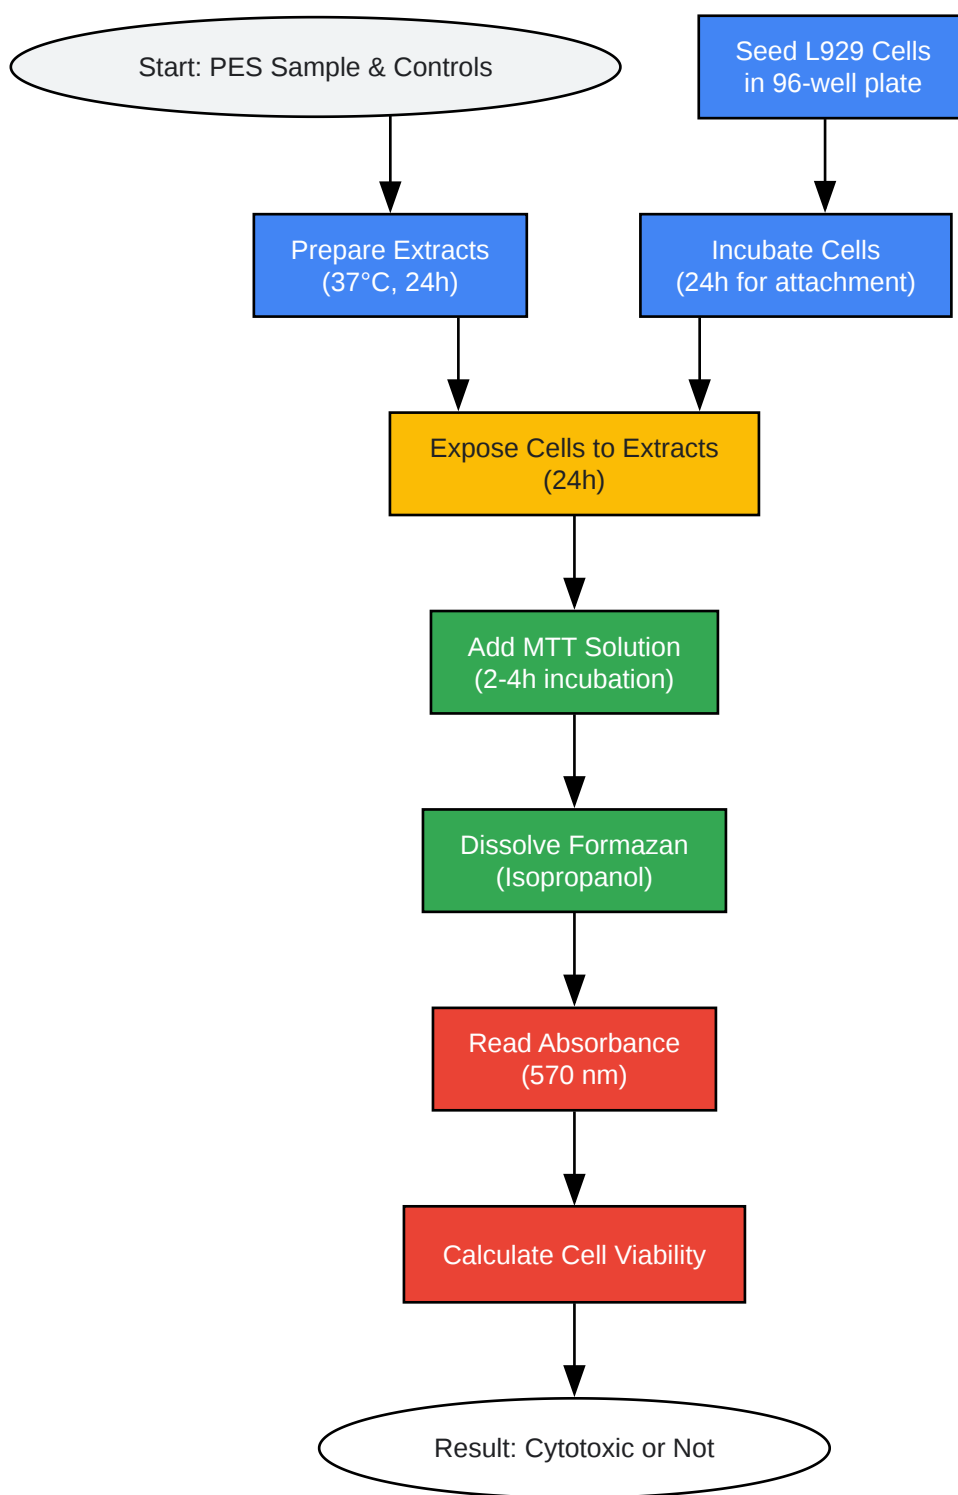 Start: PES Sample & Controls
Seed L929 Cells
in 96-well plate
Prepare Extracts
(37°C, 24h)
Incubate Cells
(24h for attachment)
Expose Cells to Extracts
(24h)
Add MTT Solution
(2-4h incubation)
Dissolve Formazan
(Isopropanol)
Read Absorbance
(570 nm)
Calculate Cell Viability
Result: Cytotoxic or Not